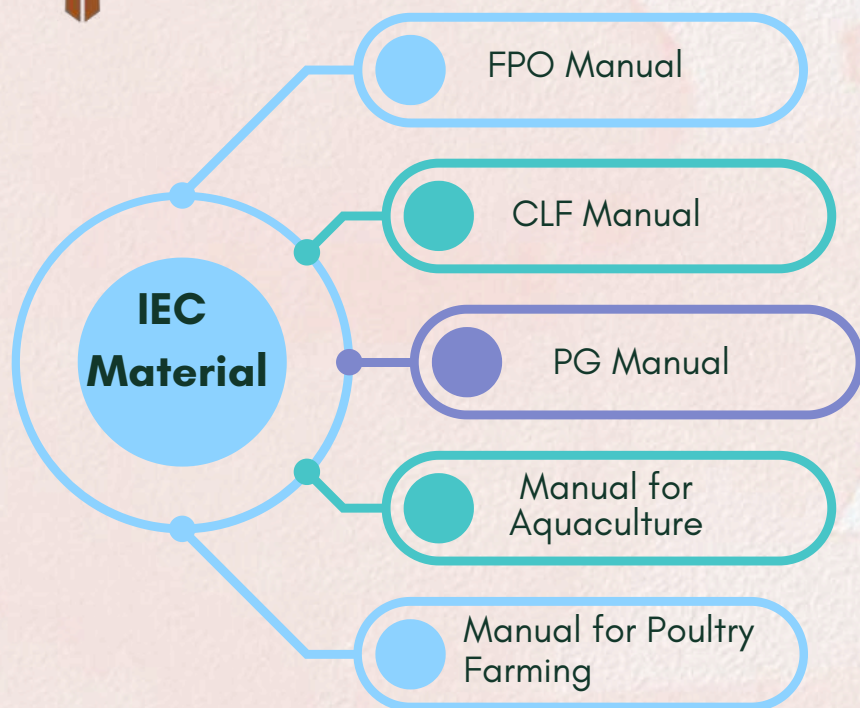 IEC
Material
FPO Manual
CLF Manual
PG Manual
Manual for
Aquaculture
Manual for Poultry
Farming